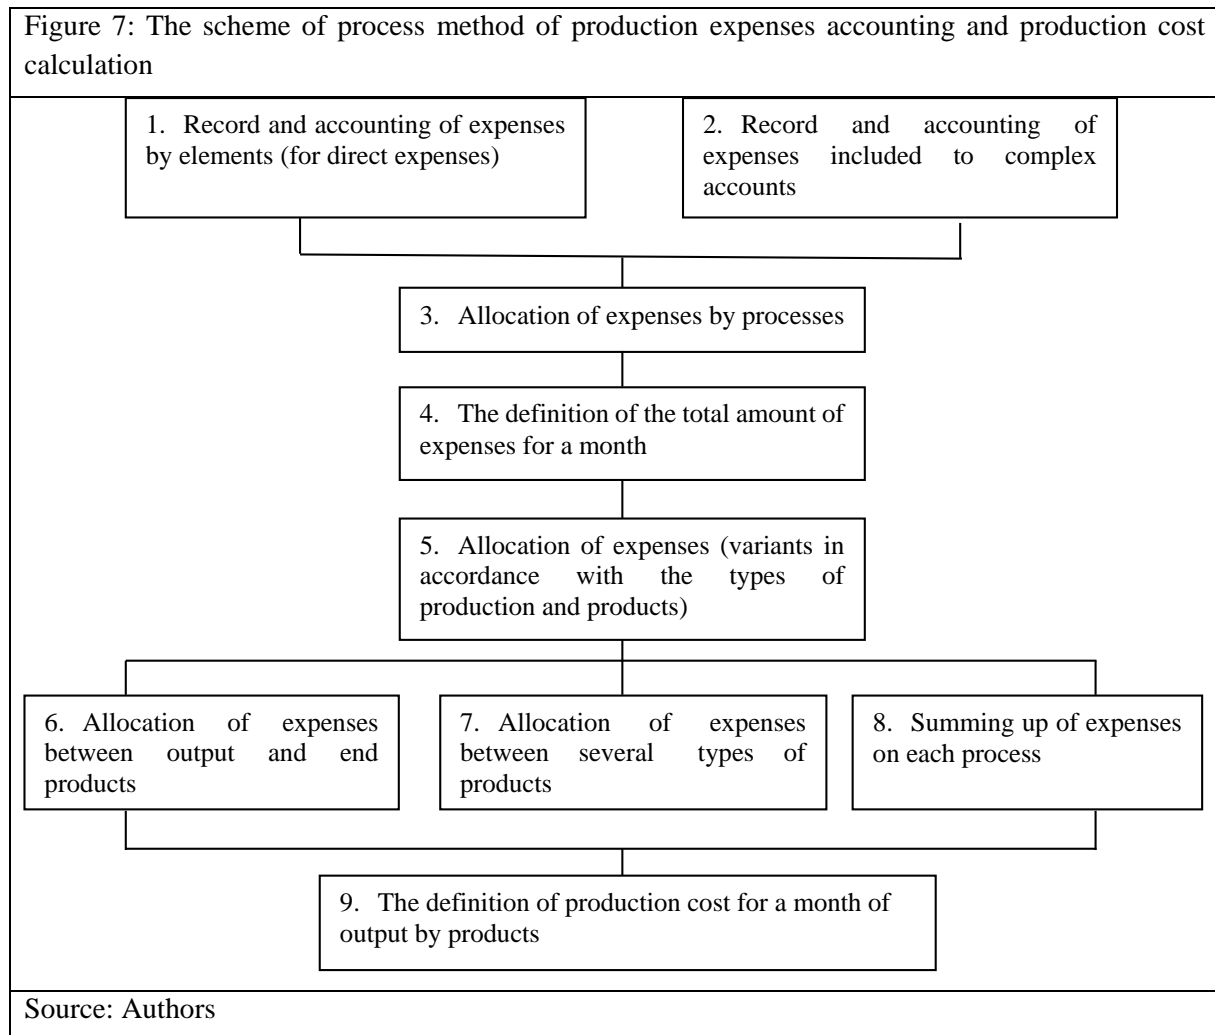 Figure 7: The scheme of process method of production expenses accounting and production cost
calculation
1. Record and accounting of expenses
by elements (for direct expenses)
2. Record and accounting of
expenses included to complex
accounts
3. Allocation of expenses by processes
4. The definition of the total amount of
expenses for a month
5. Allocation of expenses (variants in
accordance with the types of
production and products)
6. Allocation of expenses
between output and end
products
7. Allocation of expenses
between several types of
products
8. Summing up of expenses
on each process
9. The definition of production cost for a month of
output by products
Source: Authors